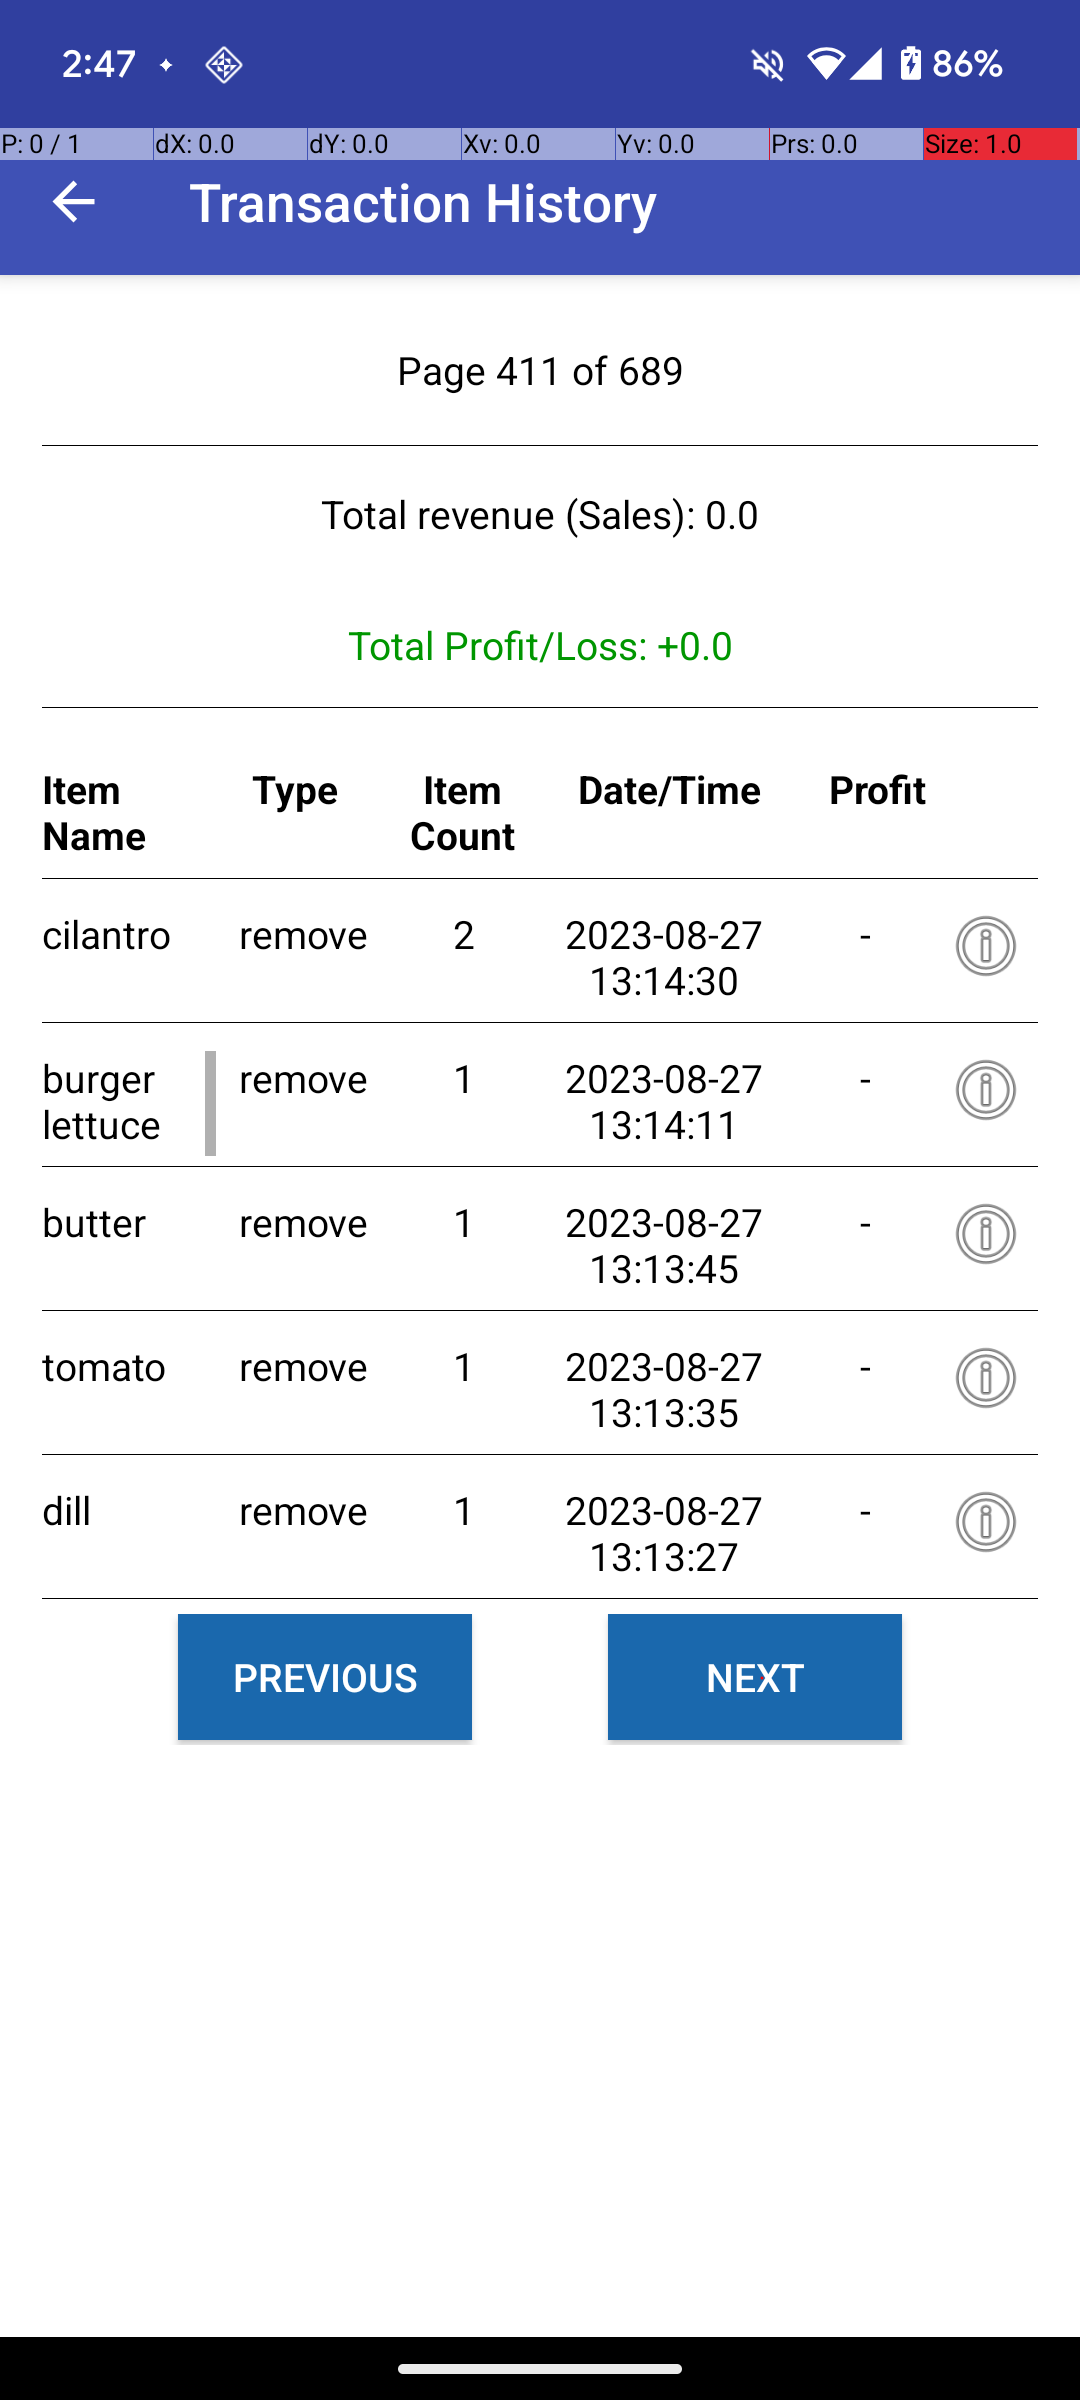 2:47
86%
P: 0 / 1 dX: 0.0 dY: 0.0 Xv: 0.0 Yv: 0.0 Prs: 0.0 Size: 1.0
Transaction History
Page 411 of 689
Total revenue (Sales): 0.0
Total Profit/Loss: +0.0
Item Name Type Item Count Date/Time Profit
cilantro remove 2 2023-08-27 13:14:30 -
burger lettuce remove 1 2023-08-27 13:14:11 -
butter remove 1 2023-08-27 13:13:45 -
tomato remove 1 2023-08-27 13:13:35 -
dill remove 1 2023-08-27 13:13:27 -
PREVIOUS NEXT